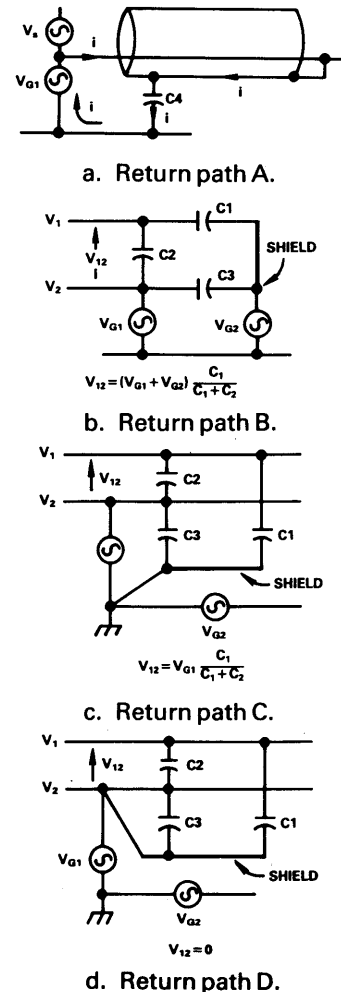 Vs
i
VG1
i
C4
i
i
a. Return path A.
V1
C1
V12
i
C2
SHIELD
V2
C3
VG1
VG2
V12=(VG1+VG2) C1/C1+C2
b. Return path B.
V1
V12
C2
V2
C3
C1
SHIELD
VG2
V12=VG1 C1/C1+C2
c. Return path C.
V1
V12
C2
V2
C3
C1
VG1
SHIELD
VG2
V12=0
d. Return path D.